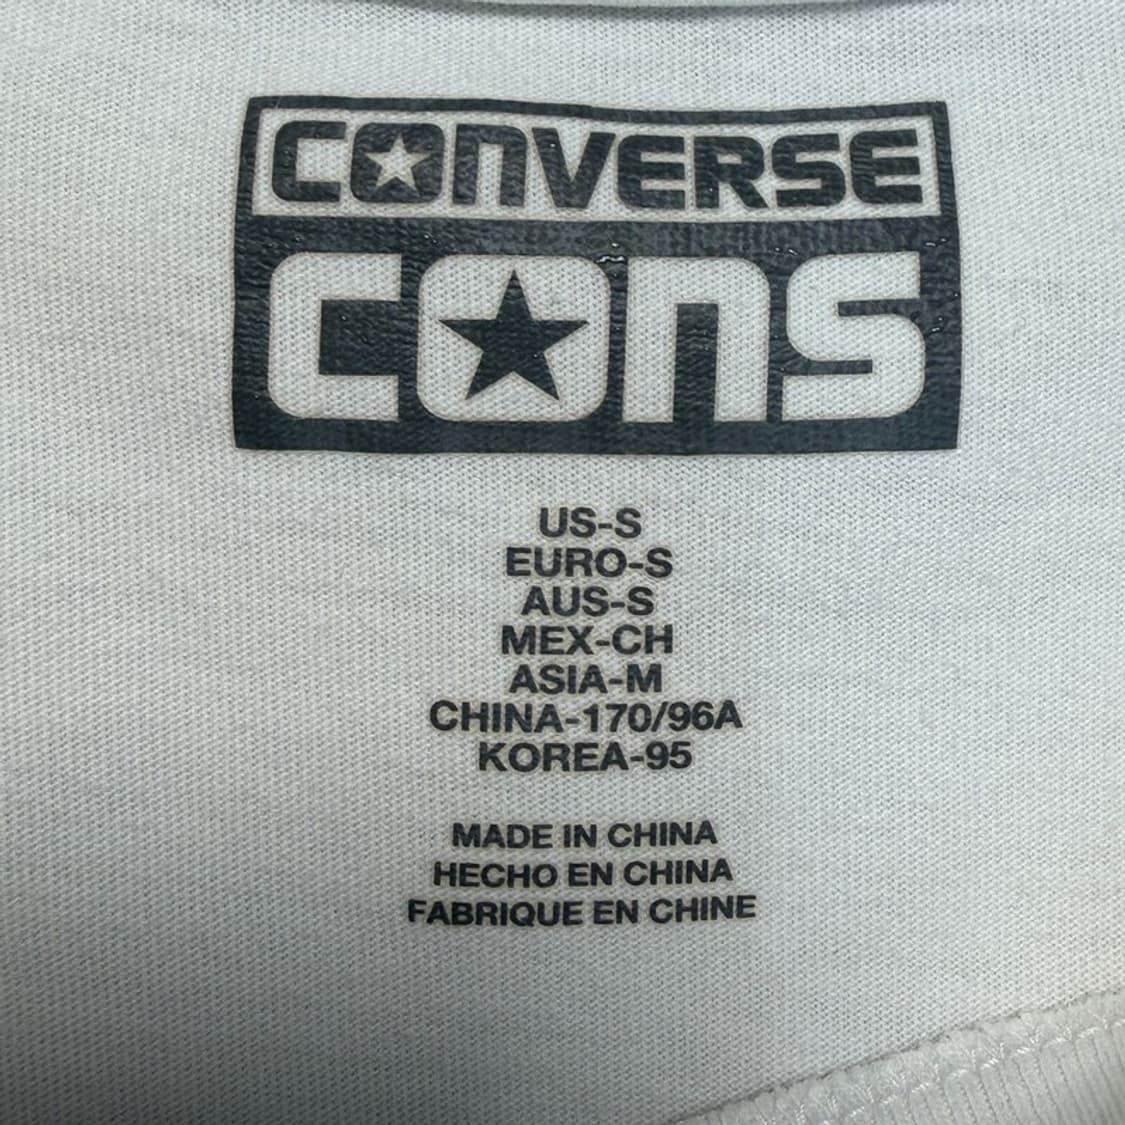 CONVERSE
CONS
US-S
EURO-S
AUS-S
MEX-CH
ASIA-M
CHINA-170/96A
KOREA-95
MADE IN CHINA
HECHO EN CHINA
FABRIQUE EN CHINE